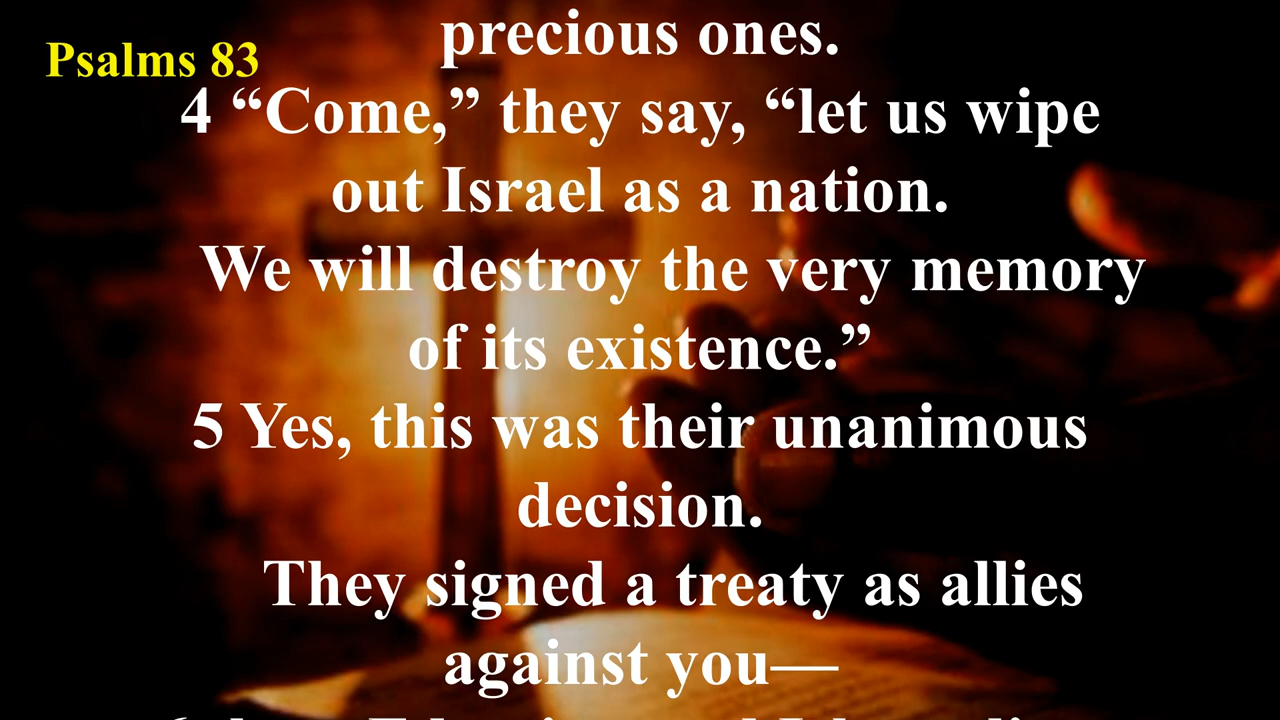 precious ones.
Psalms 83
4 “Come,” they say, “let us wipe
out Israel as a nation.
We will destroy the very memory
of its existence.”
5 Yes, this was their unanimous
decision.
They signed a treaty as allies
against you—